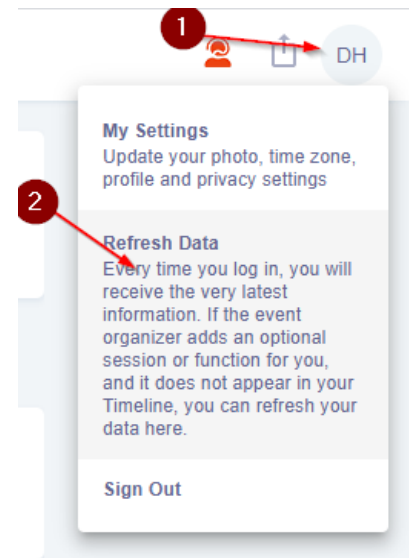 1
DH
My Settings
Update your photo, time zone,
profile and privacy settings
2
Refresh Data
Every time you log in, you will
receive the very latest
information. If the event
organizer adds an optional
session or function for you,
and it does not appear in your
Timeline, you can refresh your
data here.
Sign Out